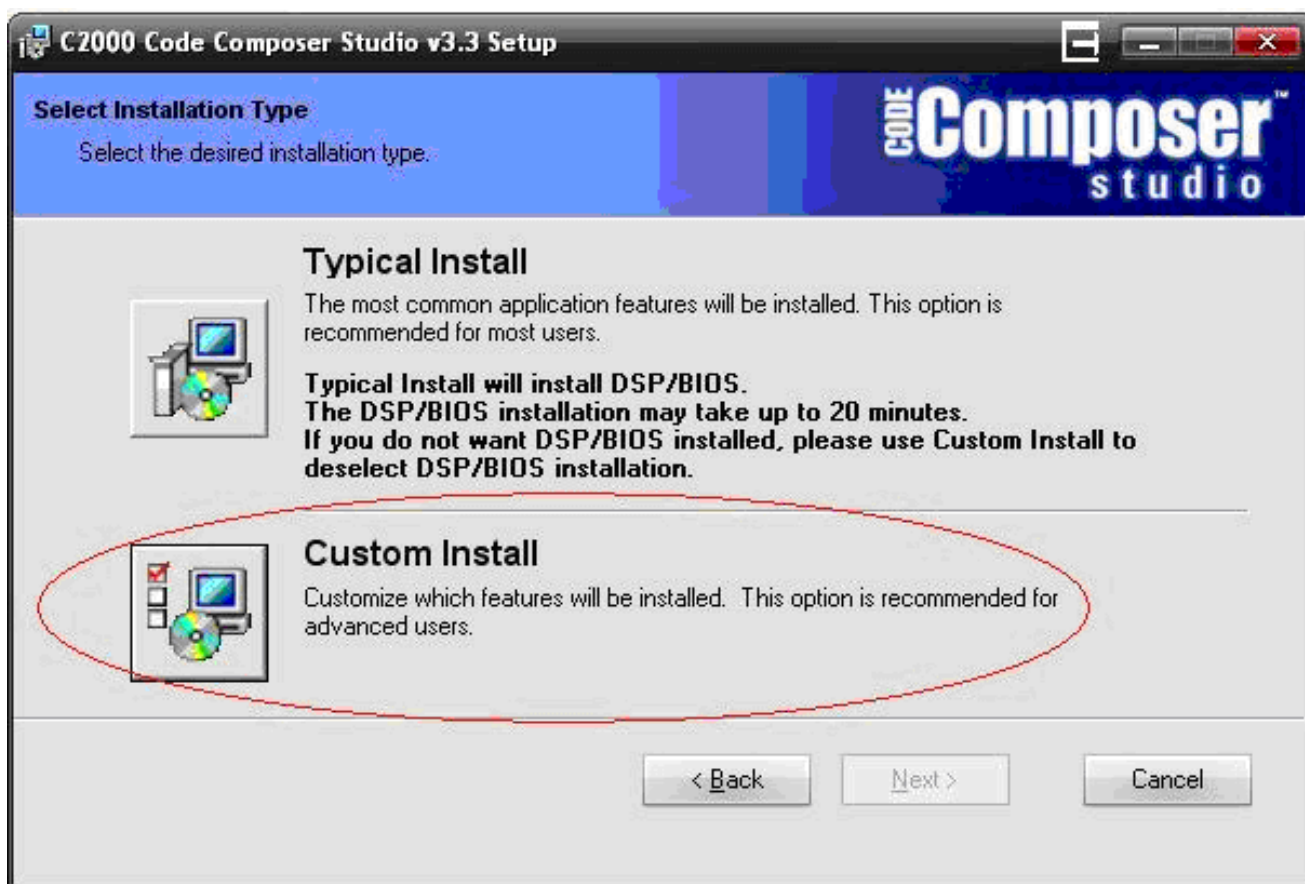 C2000 Code Composer Studio v3.3 Setup
Select Installation Type
Select the desired installation type.
CODE Composer™
studio
Typical Install
The most common application features will be installed. This option is
recommended for most users.
Typical Install will install DSP/BIOS.
The DSP/BIOS installation may take up to 20 minutes.
If you do not want DSP/BIOS installed, please use Custom Install to
deselect DSP/BIOS installation.
Custom Install
Customize which features will be installed.  This option is recommended for
advanced users.
< Back
Next >
Cancel